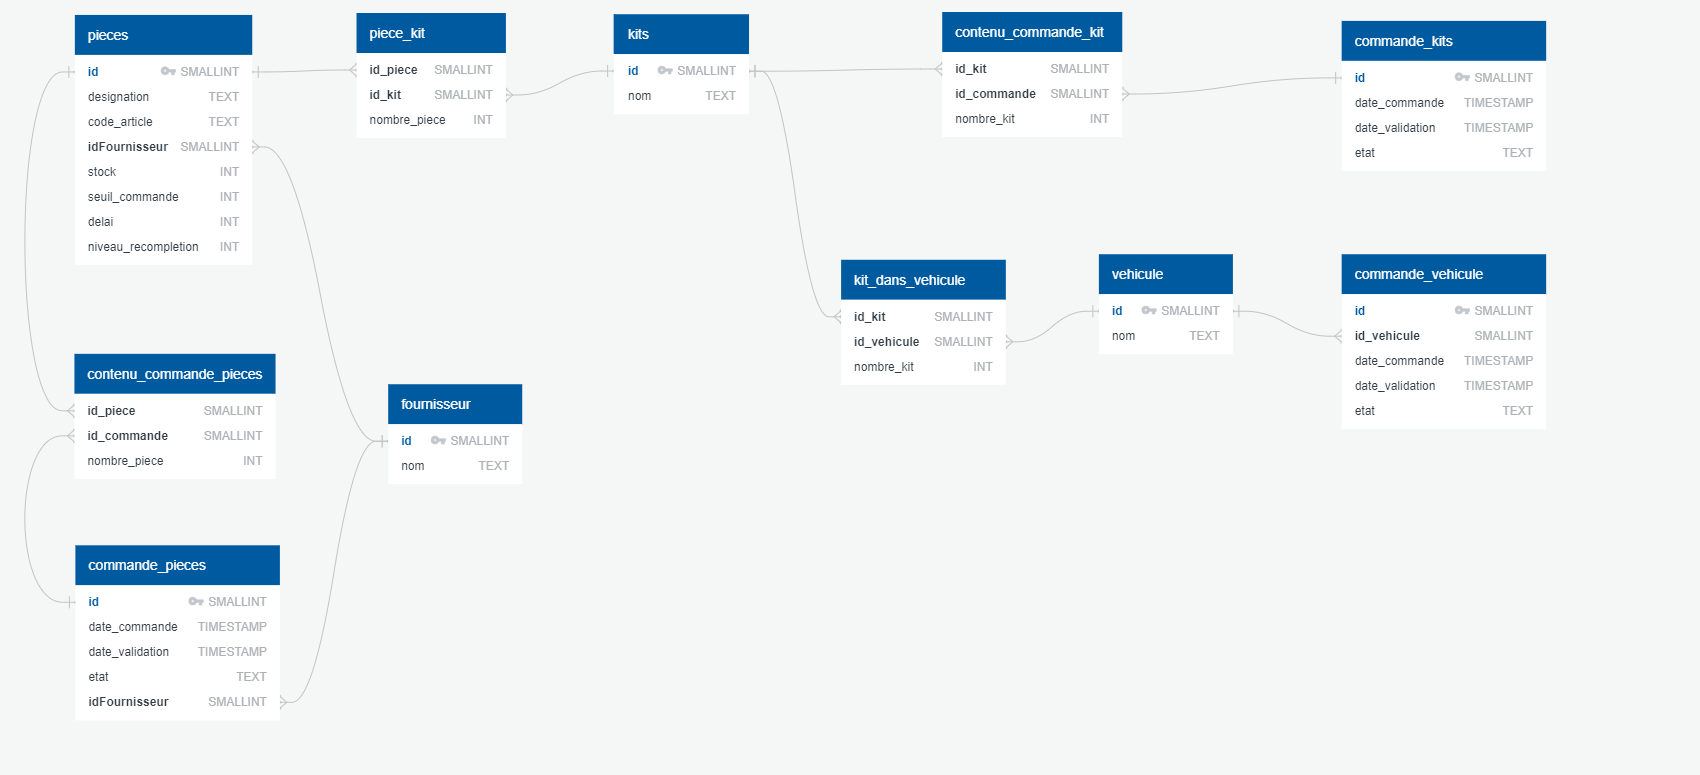 pieces
id SMALLINT
designation TEXT
code_article TEXT
idFournisseur SMALLINT
stock INT
seuil_commande INT
delai INT
niveau_recompletion INT
piece_kit
id_piece SMALLINT
id_kit SMALLINT
nombre_piece INT
kits
id SMALLINT
nom TEXT
contenu_commande_kit
id_kit SMALLINT
id_commande SMALLINT
nombre_kit INT
commande_kits
id SMALLINT
date_commande TIMESTAMP
date_validation TIMESTAMP
etat TEXT
kit_dans_vehicule
id_kit SMALLINT
id_vehicule SMALLINT
nombre_kit INT
vehicule
id SMALLINT
nom TEXT
commande_vehicule
id SMALLINT
id_vehicule SMALLINT
date_commande TIMESTAMP
date_validation TIMESTAMP
etat TEXT
contenu_commande_pieces
id_piece SMALLINT
id_commande SMALLINT
nombre_piece INT
fournisseur
id SMALLINT
nom TEXT
commande_pieces
id SMALLINT
date_commande TIMESTAMP
date_validation TIMESTAMP
etat TEXT
idFournisseur SMALLINT